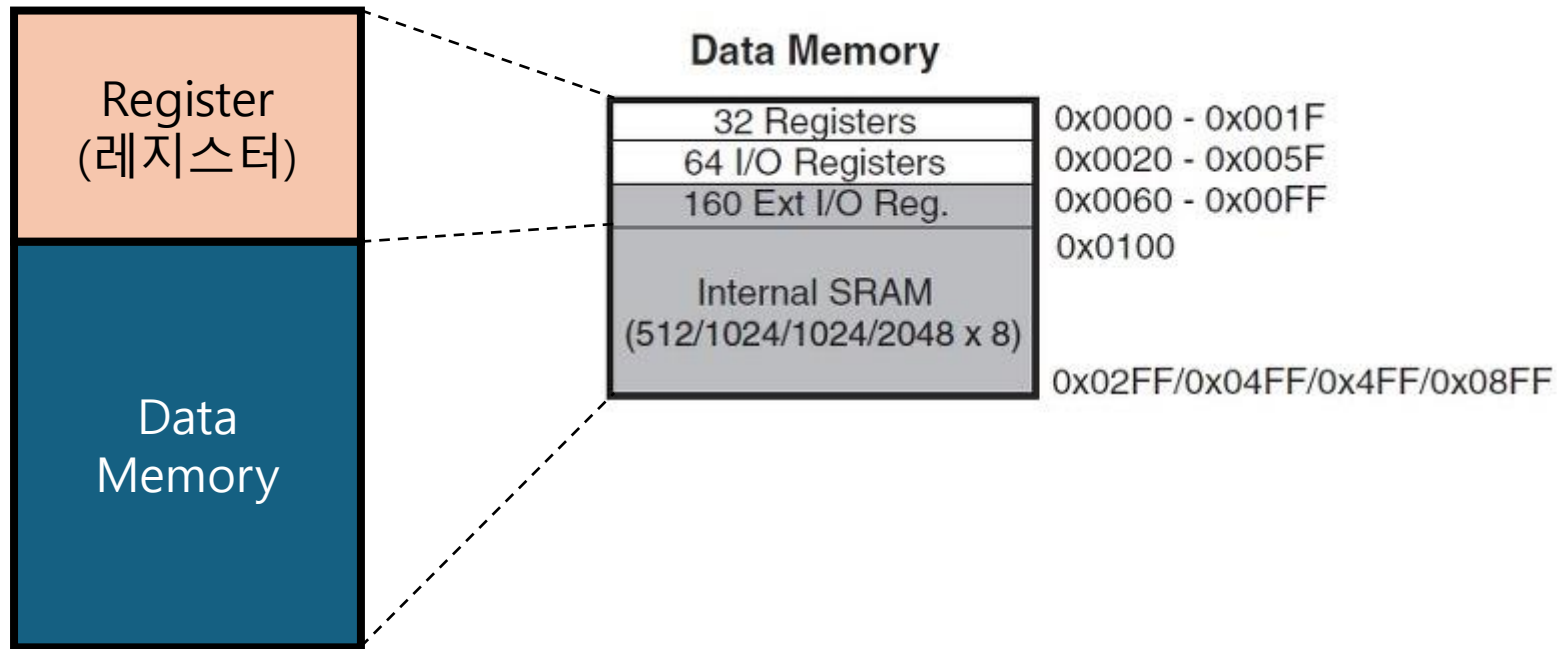 Register
(레지스터)
Data
Memory
Data Memory
32 Registers
0x0000 - 0x001F
64 I/O Registers
0x0020 - 0x005F
160 Ext I/O Reg.
0x0060 - 0x00FF
0x0100
Internal SRAM
(512/1024/1024/2048 x 8)
0x02FF/0x04FF/0x4FF/0x08FF